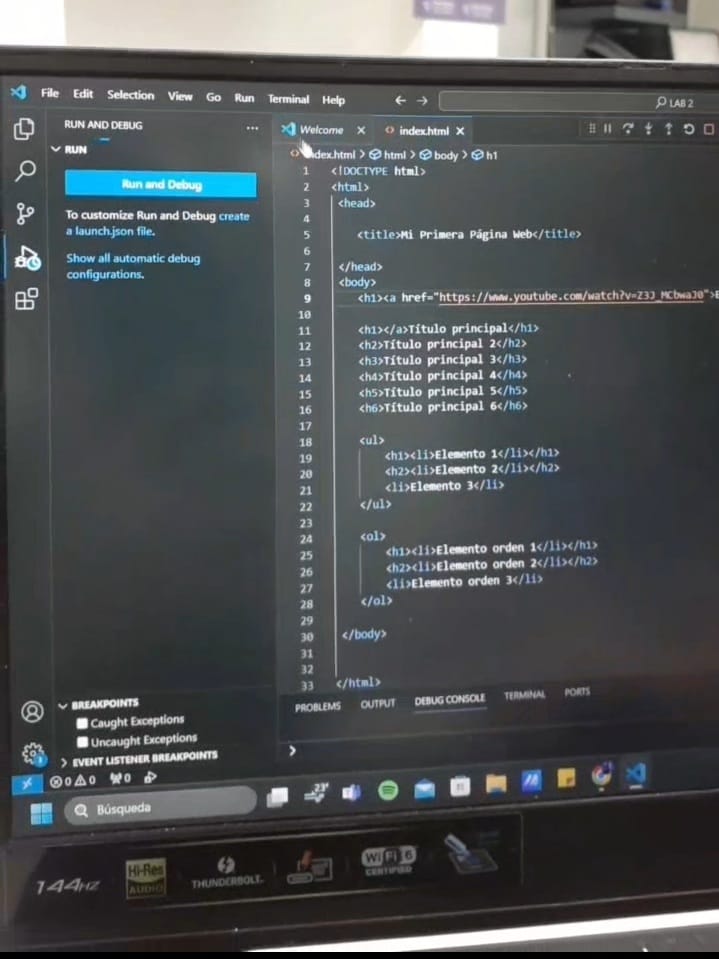 File Edit Selection View Go Run Terminal Help
LAB 2
RUN AND DEBUG ...
Welcome
index.html
RUN
index.html > html > body > h1
Run and Debug
To customize Run and Debug create
a launch.json file.
Show all automatic debug
configurations.
1 <!DOCTYPE html>
2 <html>
3 <head>
4
5 <title>Mi Primera Página Web</title>
6
7 </head>
8 <body>
9 <h1><a href="https://www.youtube.com/watch?v=Z3J_MCbwaJ0">
10
11 <h1></a>Título principal</h1>
12 <h2>Título principal 2</h2>
13 <h3>Título principal 3</h3>
14 <h4>Título principal 4</h4>
15 <h5>Título principal 5</h5>
16 <h6>Título principal 6</h6>
17
18 <ul>
19 <h1><li>Elemento 1</li></h1>
20 <h2><li>Elemento 2</li></h2>
21 <li>Elemento 3</li>
22 </ul>
23
24 <ol>
25 <h1><li>Elemento orden 1</li></h1>
26 <h2><li>Elemento orden 2</li></h2>
27 <li>Elemento orden 3</li>
28 </ol>
29
30 </body>
31
32
33 </html>
BREAKPOINTS
Caught Exceptions
Uncaught Exceptions
EVENT LISTENER BREAKPOINTS
PROBLEMS OUTPUT DEBUG CONSOLE TERMINAL PORTS
0 0 0
Búsqueda
23°
144HZ
Hi-Res
AUDIO
THUNDERBOLT.
WiFi 6
CERTIFIED